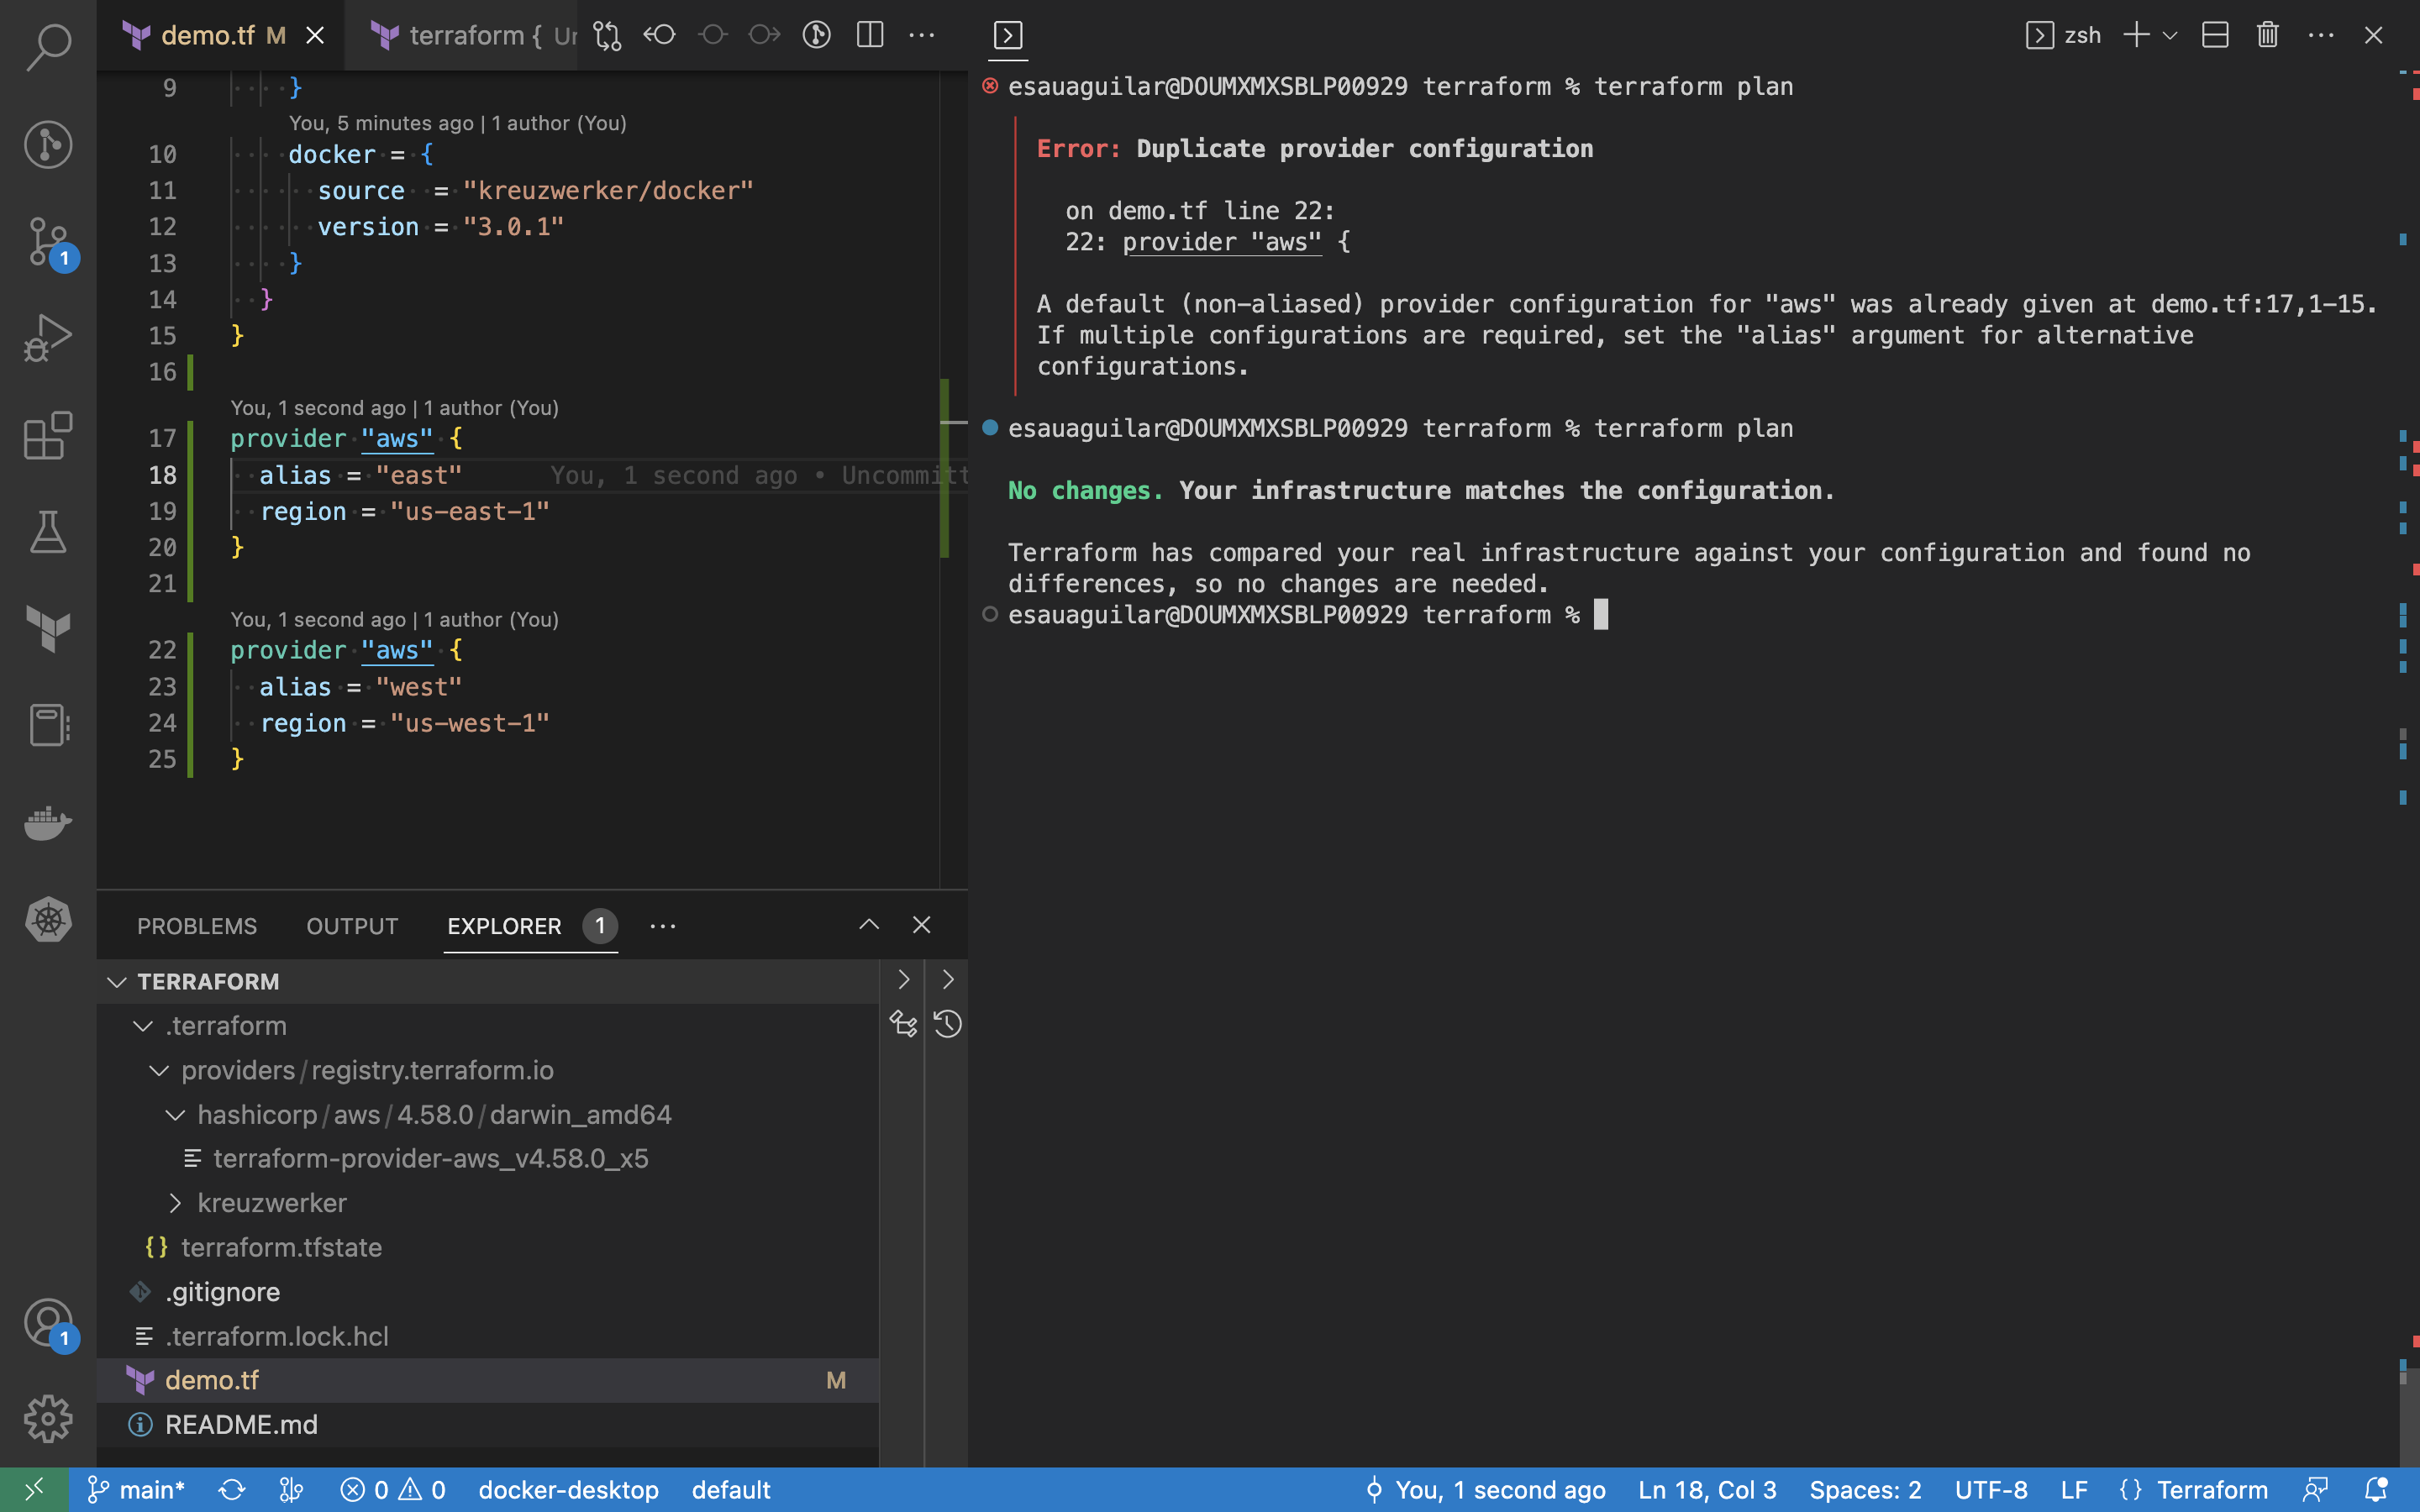 demo.tf M
terraform { Ur
9 }
You, 5 minutes ago | 1 author (You)
10 docker = {
11 source = "kreuzwerker/docker"
12 version = "3.0.1"
13 }
14 }
15 }
16
You, 1 second ago | 1 author (You)
17 provider "aws" {
18 alias = "east" You, 1 second ago • Uncommitt
19 region = "us-east-1"
20 }
21
You, 1 second ago | 1 author (You)
22 provider "aws" {
23 alias = "west"
24 region = "us-west-1"
25 }
PROBLEMS OUTPUT EXPLORER 1
TERRAFORM
.terraform
providers/registry.terraform.io
hashicorp/aws/4.58.0/darwin_amd64
terraform-provider-aws_v4.58.0_x5
kreuzwerker
{} terraform.tfstate
.gitignore
.terraform.lock.hcl
demo.tf M
README.md
1
1
zsh
esauaguilar@DOUMXMXSBLP00929 terraform % terraform plan
Error: Duplicate provider configuration
on demo.tf line 22:
22: provider "aws" {
A default (non-aliased) provider configuration for "aws" was already given at demo.tf:17,1-15.
If multiple configurations are required, set the "alias" argument for alternative
configurations.
esauaguilar@DOUMXMXSBLP00929 terraform % terraform plan
No changes. Your infrastructure matches the configuration.
Terraform has compared your real infrastructure against your configuration and found no
differences, so no changes are needed.
esauaguilar@DOUMXMXSBLP00929 terraform %
main* 0 0 docker-desktop default You, 1 second ago Ln 18, Col 3 Spaces: 2 UTF-8 LF {} Terraform